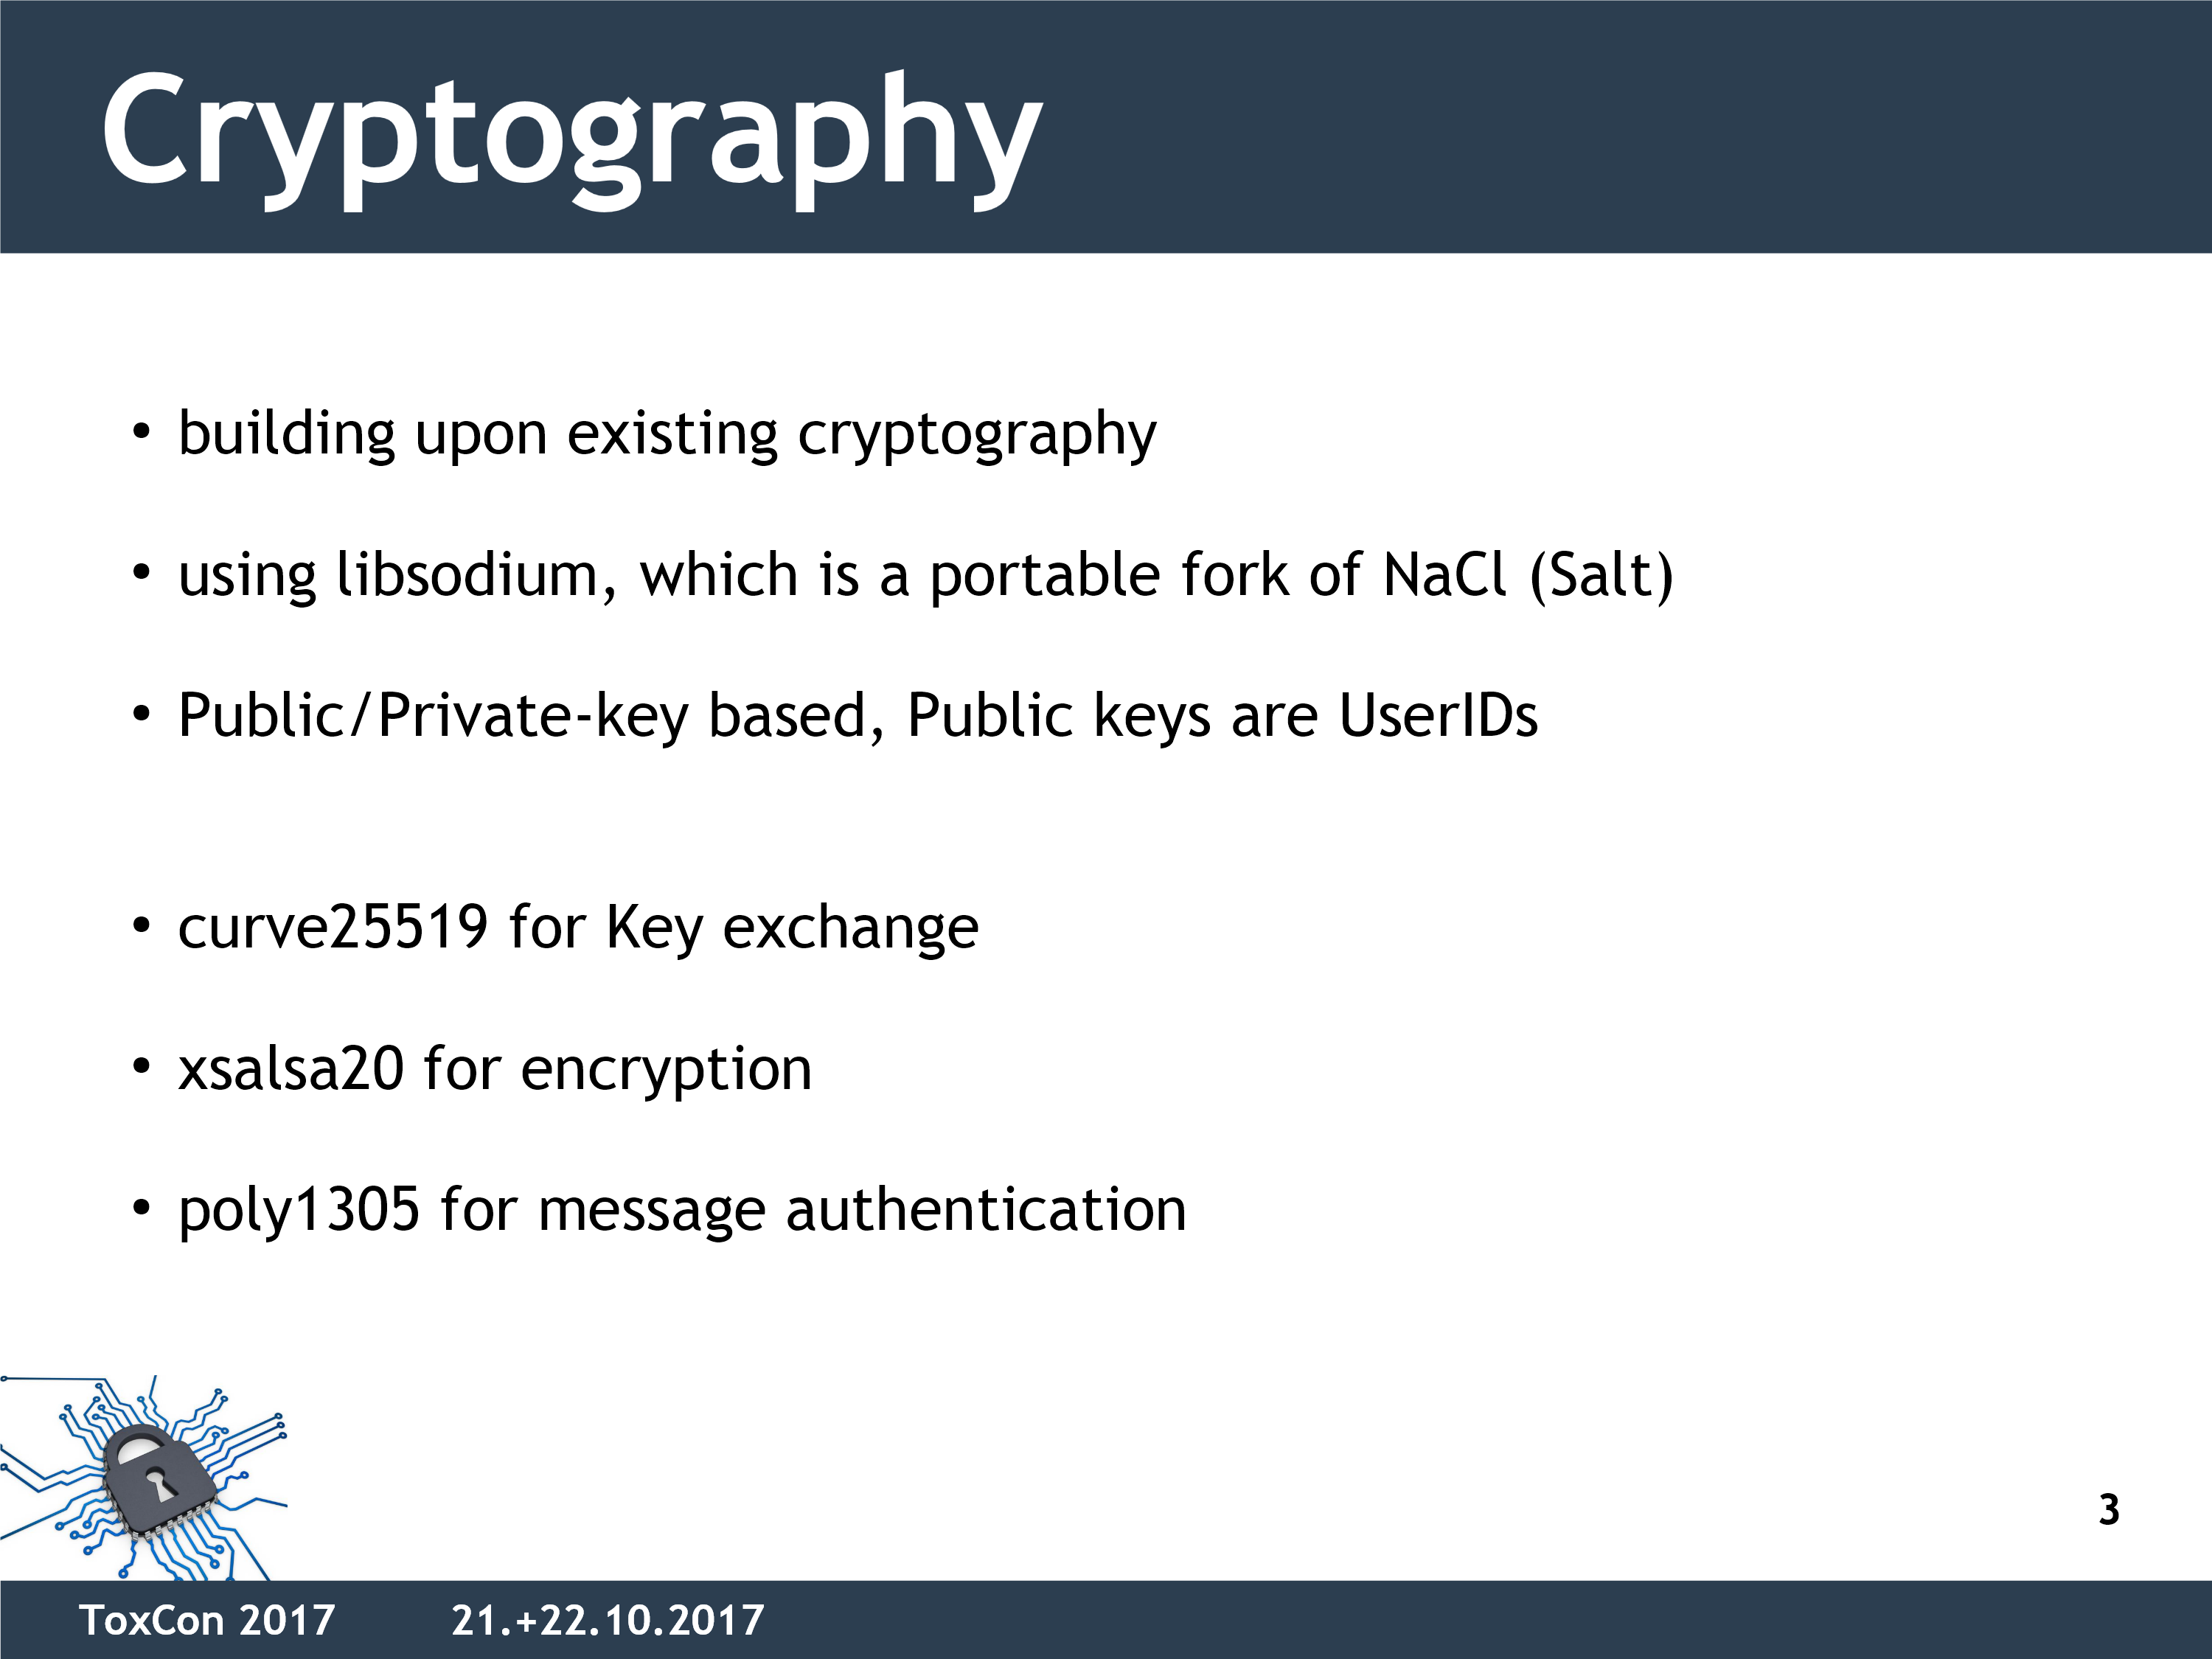 Cryptography
• building upon existing cryptography
• using libsodium, which is a portable fork of NaCl (Salt)
• Public/Private-key based, Public keys are UserIDs
• curve25519 for Key exchange
• xsalsa20 for encryption
• poly1305 for message authentication
3
ToxCon 2017 21.+22.10.2017